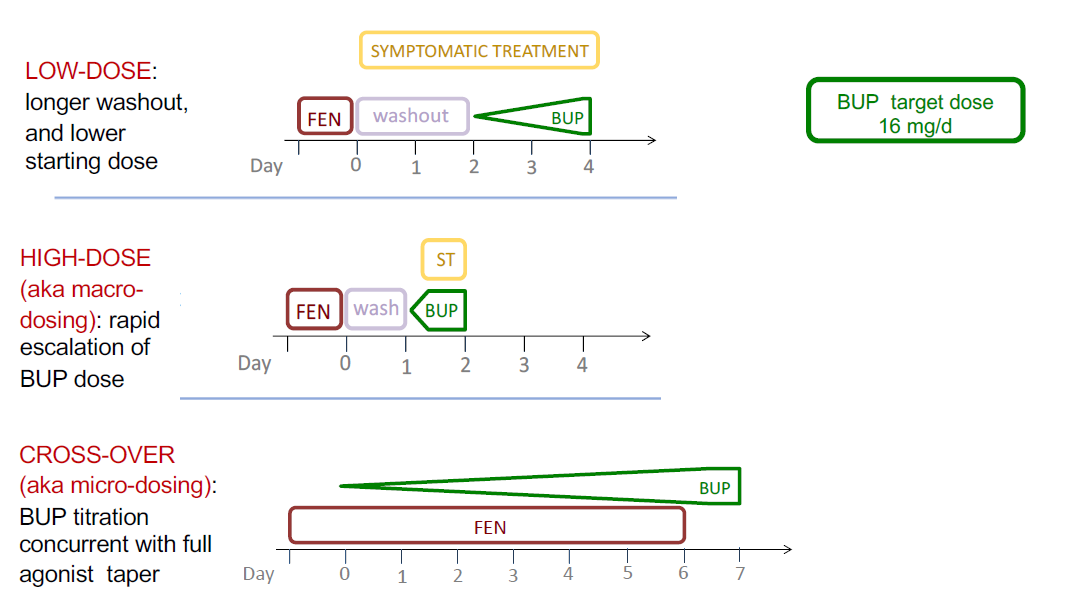 SYMPTOMATIC TREATMENT
LOW-DOSE:
longer washout,
and lower
starting dose
FEN
washout
BUP
Day
0
1
2
3
4
BUP target dose
16 mg/d
HIGH-DOSE
(aka macro-
dosing): rapid
escalation of
BUP dose
ST
FEN
wash
BUP
Day
0
1
2
3
4
CROSS-OVER
(aka micro-dosing):
BUP titration
concurrent with full
agonist taper
BUP
FEN
Day
0
1
2
3
4
5
6
7